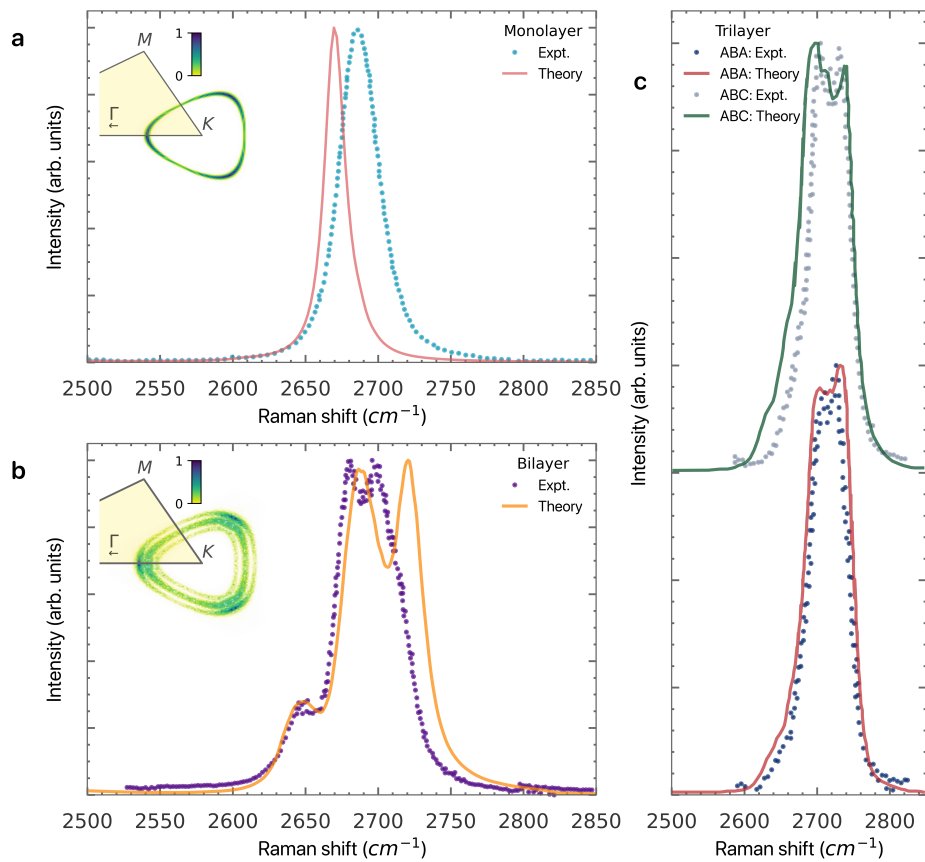 a
Monolayer
Expt.
Theory
1
0
M
Γ
←
K
Intensity (arb. units)
2500 2550 2600 2650 2700 2750 2800 2850
Raman shift (cm⁻¹)
b
Bilayer
Expt.
Theory
1
0
M
Γ
←
K
Intensity (arb. units)
2500 2550 2600 2650 2700 2750 2800 2850
Raman shift (cm⁻¹)
c
Trilayer
ABA: Expt.
ABA: Theory
ABC: Expt.
ABC: Theory
Intensity (arb. units)
2500 2600 2700 2800
Raman shift (cm⁻¹)